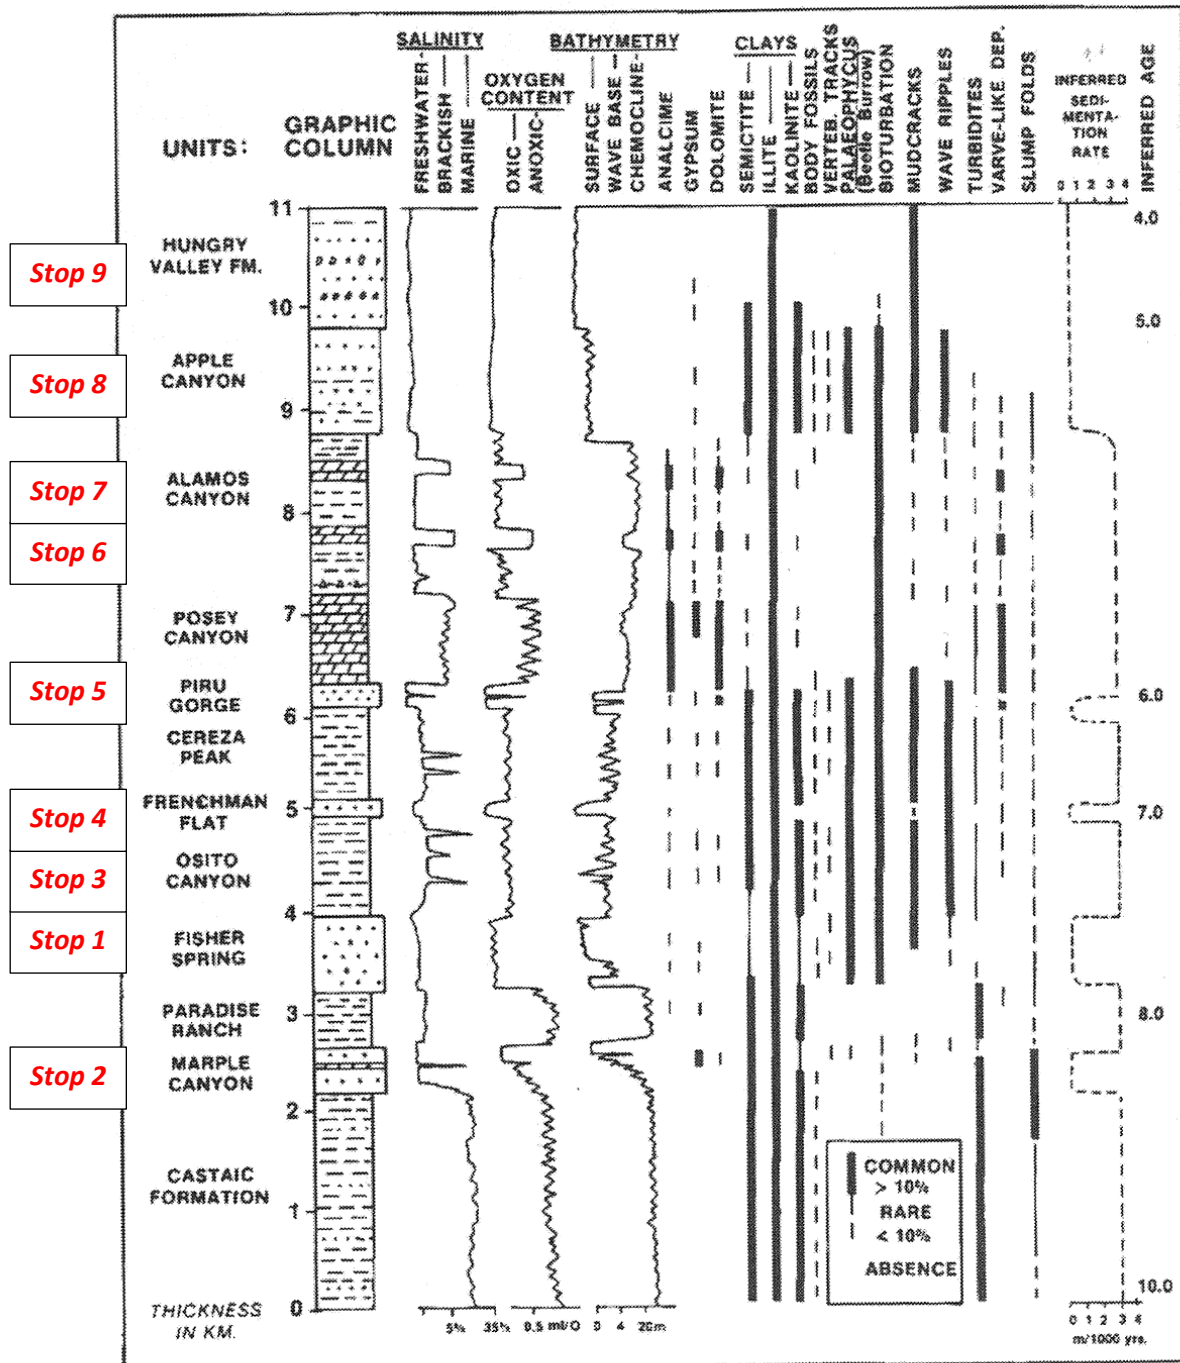 SALINITY
FRESHWATER-
BRACKISH
MARINE
OXYGEN
CONTENT
OXIC
ANOXIC-
BATHYMETRY
SURFACE
WAVE BASE
CHEMOCLINE
ANALCIME
GYPSUM
DOLOMITE
CLAYS
SEMICTITE
ILLITE
KAOLINITE
BODY FOSSILS
VERTEB. TRACKS
PALAEOPHYCUS
(Beetle Burrow)
BIOTURBATION
MUDCRACKS
WAVE RIPPLES
TURBIDITES
VARVE-LIKE DEP.
SLUMP FOLDS
INFERRED
SEDI-
MENTA-
TION
RATE
0 1 2 3 4
INFERRED AGE
UNITS:
GRAPHIC
COLUMN
11
4.0
Stop 9
HUNGRY
VALLEY FM.
10
5.0
Stop 8
APPLE
CANYON
9
Stop 7
ALAMOS
CANYON
8
Stop 6
7
POSEY
CANYON
Stop 5
PIRU
GORGE
6
6.0
CEREZA
PEAK
Stop 4
FRENCHMAN
FLAT
5
7.0
Stop 3
OSITO
CANYON
4
Stop 1
FISHER
SPRING
3
PARADISE
RANCH
8.0
Stop 2
MARPLE
CANYON
2
CASTAIC
FORMATION
1
COMMON
> 10%
RARE
< 10%
ABSENCE
0
10.0
THICKNESS
IN KM.
5% 35% 0.5 ml/O 0 4 20m
0 1 2 3 4
m/1000 yrs.